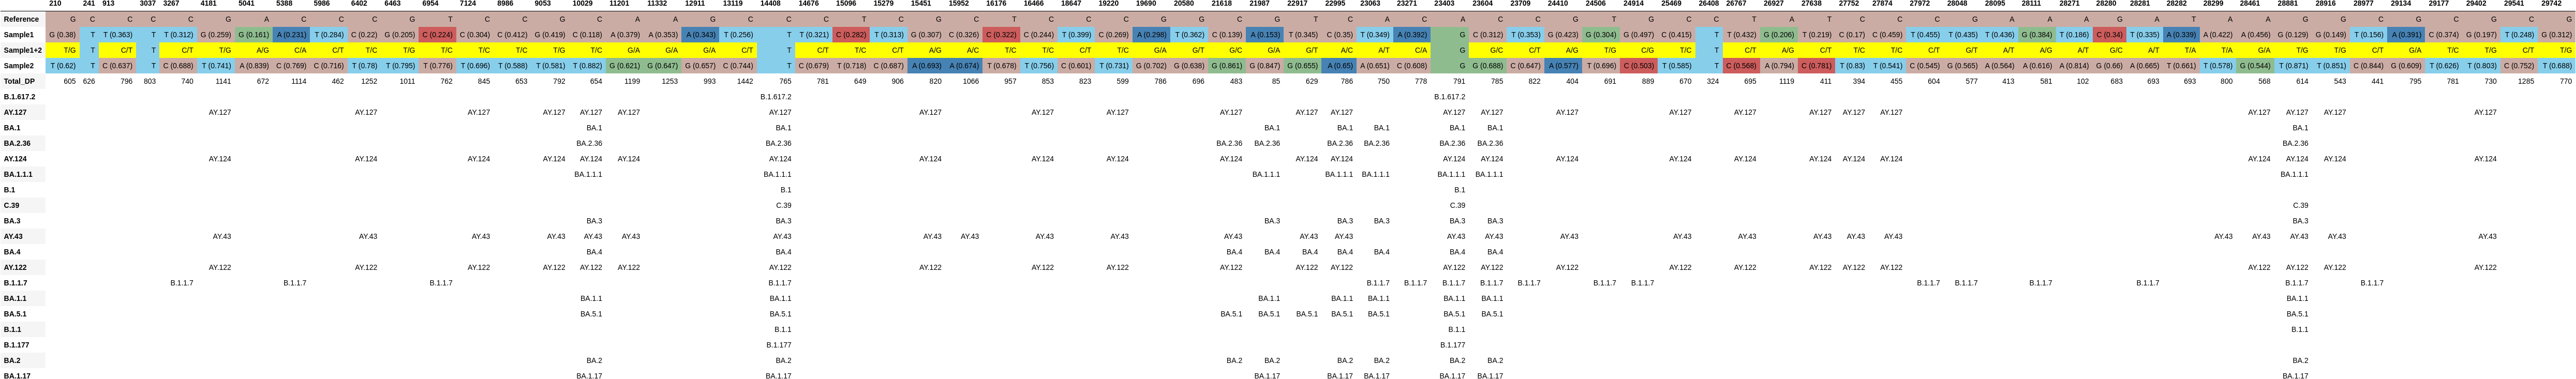 210 241 913 3037 3267 4181 5041 5388 5986 6402 6463 6954 7124 8986 9053 10029 11201 11332 12911 13119 14408 14676 15096 15279 15451 15952 16176 16466 18647 19220 19690 20580 21618 21987 22917 22995 23063 23271 23403 23604 23709 24410 24506 24914 25469 26408 26767 26927 27638 27752 27874 27972 28048 28095 28111 28271 28280 28281 28282 28299 28461 28881 28916 28977 29134 29177 29402 29541 29742
Reference G C C C C G A C C C G T C C G C A A G C C C T C G C T C C C G G C G T C A C A C C G T G C C T A T C C C G A A A G A T A A G G C G C G C G
Sample1 G (0.38) T T (0.363) T T (0.312) G (0.259) G (0.161) A (0.231) T (0.284) C (0.22) G (0.205) C (0.224) C (0.304) C (0.412) G (0.419) C (0.118) A (0.379) A (0.353) A (0.343) T (0.256) T T (0.321) C (0.282) T (0.313) G (0.307) C (0.326) C (0.322) C (0.244) T (0.399) C (0.269) A (0.298) T (0.362) C (0.139) A (0.153) T (0.345) C (0.35) T (0.349) A (0.392) G C (0.312) T (0.353) G (0.423) G (0.304) G (0.497) C (0.415) T T (0.432) G (0.206) T (0.219) C (0.17) C (0.459) T (0.455) T (0.435) T (0.436) G (0.384) T (0.186) C (0.34) T (0.335) A (0.339) A (0.422) A (0.456) G (0.129) G (0.149) T (0.156) A (0.391) C (0.374) G (0.197) T (0.248) G (0.312)
Sample1+2 T/G T C/T T C/T T/G A/G C/A C/T T/C T/G T/C C/T T/C T/G T/C G/A G/A G/A C/T T C/T T/C C/T A/G A/C T/C T/C C/T T/C G/A G/T G/C G/A G/T A/C A/T C/A G G/C C/T A/G T/G C/G T/C T C/T A/G C/T T/C T/C C/T G/T A/T A/G A/T G/C A/T T/A T/A G/A T/G T/G C/T G/A T/C T/G C/T T/G
Sample2 T (0.62) T C (0.637) T C (0.688) T (0.741) A (0.839) C (0.769) C (0.716) T (0.78) T (0.795) T (0.776) T (0.696) T (0.588) T (0.581) T (0.882) G (0.621) G (0.647) G (0.657) C (0.744) T C (0.679) T (0.718) C (0.687) A (0.693) A (0.674) T (0.678) T (0.756) C (0.601) T (0.731) G (0.702) G (0.638) G (0.861) G (0.847) G (0.655) A (0.65) A (0.651) C (0.608) G G (0.688) C (0.647) A (0.577) T (0.696) C (0.503) T (0.585) T C (0.568) A (0.794) C (0.781) T (0.83) T (0.541) C (0.545) G (0.565) A (0.564) A (0.616) A (0.814) G (0.66) A (0.665) T (0.661) T (0.578) G (0.544) T (0.871) T (0.851) C (0.844) G (0.609) T (0.626) T (0.803) C (0.752) T (0.688)
Total_DP 605 626 796 803 740 1141 672 1114 462 1252 1011 776 845 653 792 654 1199 1253 993 1442 765 781 649 906 820 1066 957 853 823 599 786 696 483 85 629 786 750 778 791 785 822 404 691 889 670 324 695 1119 411 394 455 604 577 413 581 102 683 693 693 800 568 614 543 441 795 781 730 1285 770
B.1.617.2 B.1.617.2 B.1.617.2
AY.127 AY.127 AY.127 AY.127 AY.127 AY.127 AY.127 AY.127 AY.127 AY.127 AY.127 AY.127 AY.127 AY.127 AY.127 AY.127 AY.127 AY.127 AY.127 AY.127 AY.127 AY.127 AY.127 AY.127 AY.127
BA.1 BA.1 BA.1 BA.1 BA.1 BA.1 BA.1 BA.1 BA.1
BA.2.36 BA.2.36 BA.2.36 BA.2.36 BA.2.36 BA.2.36 BA.2.36 BA.2.36 BA.2.36 BA.2.36
AY.124 AY.124 AY.124 AY.124 AY.124 AY.124 AY.124 AY.124 AY.124 AY.124 AY.124 AY.124 AY.124 AY.124 AY.124 AY.124 AY.124 AY.124 AY.124 AY.124 AY.124 AY.124 AY.124 AY.124 AY.124
BA.1.1.1 BA.1.1.1 BA.1.1.1 BA.1.1.1 BA.1.1.1 BA.1.1.1 BA.1.1.1 BA.1.1.1 BA.1.1.1
B.1 B.1 B.1
C.39 C.39 C.39 C.39
BA.3 BA.3 BA.3 BA.3 BA.3 BA.3 BA.3 BA.3 BA.3
AY.43 AY.43 AY.43 AY.43 AY.43 AY.43 AY.43 AY.43 AY.43 AY.43 AY.43 AY.43 AY.43 AY.43 AY.43 AY.43 AY.43 AY.43 AY.43 AY.43 AY.43 AY.43 AY.43 AY.43 AY.43 AY.43 AY.43
BA.4 BA.4 BA.4 BA.4 BA.4 BA.4 BA.4 BA.4 BA.4 BA.4 BA.4
AY.122 AY.122 AY.122 AY.122 AY.122 AY.122 AY.122 AY.122 AY.122 AY.122 AY.122 AY.122 AY.122 AY.122 AY.122 AY.122 AY.122 AY.122 AY.122 AY.122 AY.122 AY.122 AY.122 AY.122 AY.122
B.1.1.7 B.1.1.7 B.1.1.7 B.1.1.7 B.1.1.7 B.1.1.7 B.1.1.7 B.1.1.7 B.1.1.7 B.1.1.7 B.1.1.7 B.1.1.7 B.1.1.7 B.1.1.7 B.1.1.7 B.1.1.7 B.1.1.7 B.1.1.7
BA.1.1 BA.1.1 BA.1.1 BA.1.1 BA.1.1 BA.1.1 BA.1.1 BA.1.1 BA.1.1
BA.5.1 BA.5.1 BA.5.1 BA.5.1 BA.5.1 BA.5.1 BA.5.1 BA.5.1 BA.5.1 BA.5.1 BA.5.1
B.1.1 B.1.1 B.1.1 B.1.1
B.1.177 B.1.177 B.1.177
BA.2 BA.2 BA.2 BA.2 BA.2 BA.2 BA.2 BA.2 BA.2 BA.2
BA.1.17 BA.1.17 BA.1.17 BA.1.17 BA.1.17 BA.1.17 BA.1.17 BA.1.17 BA.1.17